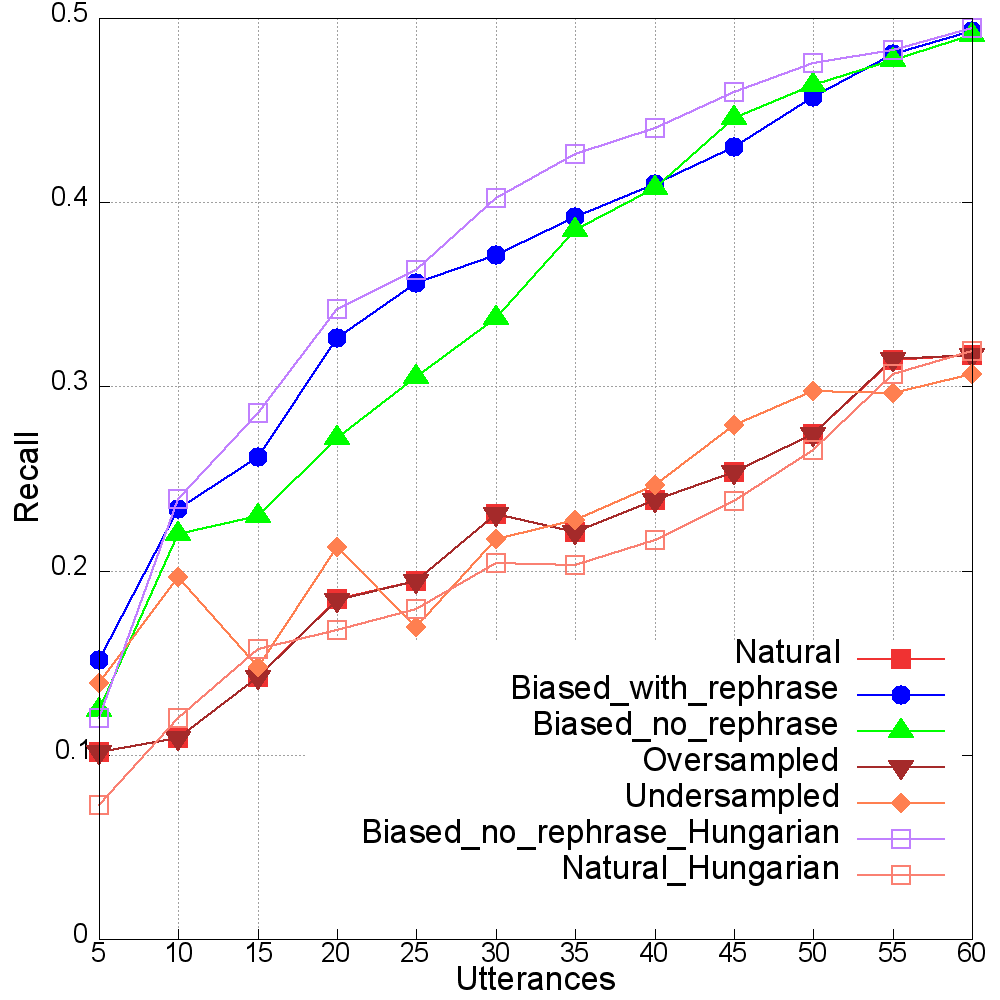 0.5
0.4
0.3
0.2
0.1
0
Recall
Natural
Biased_with_rephrase
Biased_no_rephrase
Oversampled
Undersampled
Biased_no_rephrase_Hungarian
Natural_Hungarian
5 10 15 20 25 30 35 40 45 50 55 60
Utterances